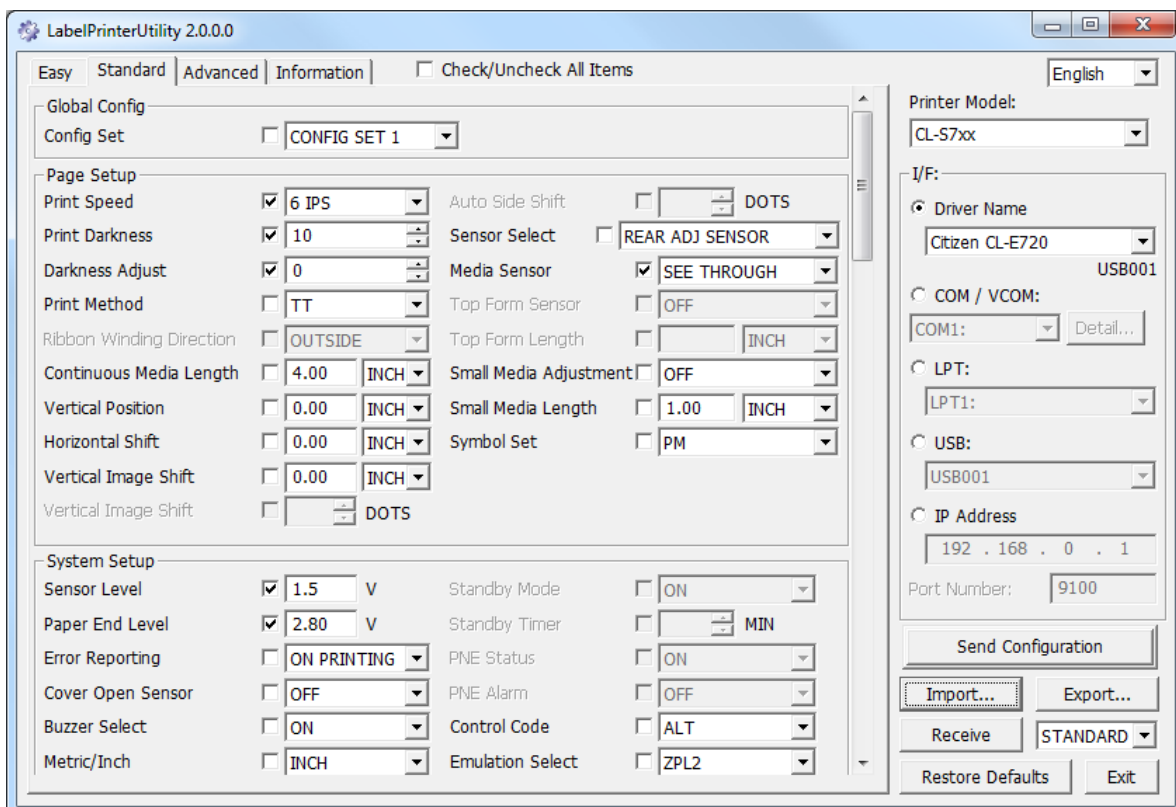 LabelPrinterUtility 2.0.0.0
Easy Standard Advanced Information Check/Uncheck All Items English
Global Config
Config Set CONFIG SET 1
Page Setup
Print Speed 6 IPS Auto Side Shift DOTS
Print Darkness 10 Sensor Select REAR ADJ SENSOR
Darkness Adjust 0 Media Sensor SEE THROUGH
Print Method TT Top Form Sensor OFF
Ribbon Winding Direction OUTSIDE Top Form Length INCH
Continuous Media Length 4.00 INCH Small Media Adjustment OFF
Vertical Position 0.00 INCH Small Media Length 1.00 INCH
Horizontal Shift 0.00 INCH Symbol Set PM
Vertical Image Shift 0.00 INCH
Vertical Image Shift DOTS
System Setup
Sensor Level 1.5 V Standby Mode ON
Paper End Level 2.80 V Standby Timer MIN
Error Reporting ON PRINTING PNE Status ON
Cover Open Sensor OFF PNE Alarm OFF
Buzzer Select ON Control Code ALT
Metric/Inch INCH Emulation Select ZPL2
Printer Model:
CL-S7xx
I/F:
Driver Name
Citizen CL-E720
USB001
COM / VCOM:
COM1: Detail...
LPT:
LPT1:
USB:
USB001
IP Address
192 . 168 . 0 . 1
Port Number: 9100
Send Configuration
Import... Export...
Receive STANDARD
Restore Defaults Exit